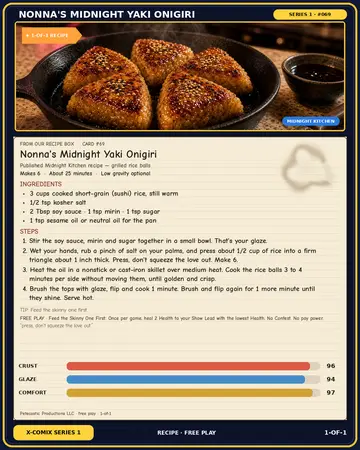 NONNA'S MIDNIGHT YAKI ONIGIRI
SERIES 1 · #069
1-OF-1 RECIPE
MIDNIGHT KITCHEN
FROM OUR RECIPE BOX · CARD #69
Nonna's Midnight Yaki Onigiri
Published Midnight Kitchen recipe — grilled rice balls
Makes 6 · About 25 minutes · Low gravity optional
INGREDIENTS
• 3 cups cooked short-grain (sushi) rice, still warm
• 1/2 tsp kosher salt
• 2 Tbsp soy sauce · 1 tsp mirin · 1 tsp sugar
• 1 tsp sesame oil or neutral oil for the pan
STEPS
1. Stir the soy sauce, mirin and sugar together in a small bowl. That's your glaze.
2. Wet your hands, rub a pinch of salt on your palms, and press about 1/2 cup of rice into a firm
triangle about 1 inch thick. Press, don't squeeze the love out. Make 6.
3. Heat the oil in a nonstick or cast-iron skillet over medium heat. Cook the rice balls 3 to 4
minutes per side without moving them, until golden and crisp.
4. Brush the tops with glaze, flip and cook 1 minute. Brush and flip again for 1 more minute until
they shine. Serve hot.
TIP: Feed the skinny one first.
FREE PLAY · Feed the Skinny One First: Once per game, heal 2 Health to your Show Lead with the lowest Health. No Contest. No pay power.
"press, don't squeeze the love out"
CRUST 96
GLAZE 94
COMFORT 97
Productions LLC · free play · 1-of-1
X-COMIX SERIES 1
RECIPE · FREE PLAY
1-OF-1